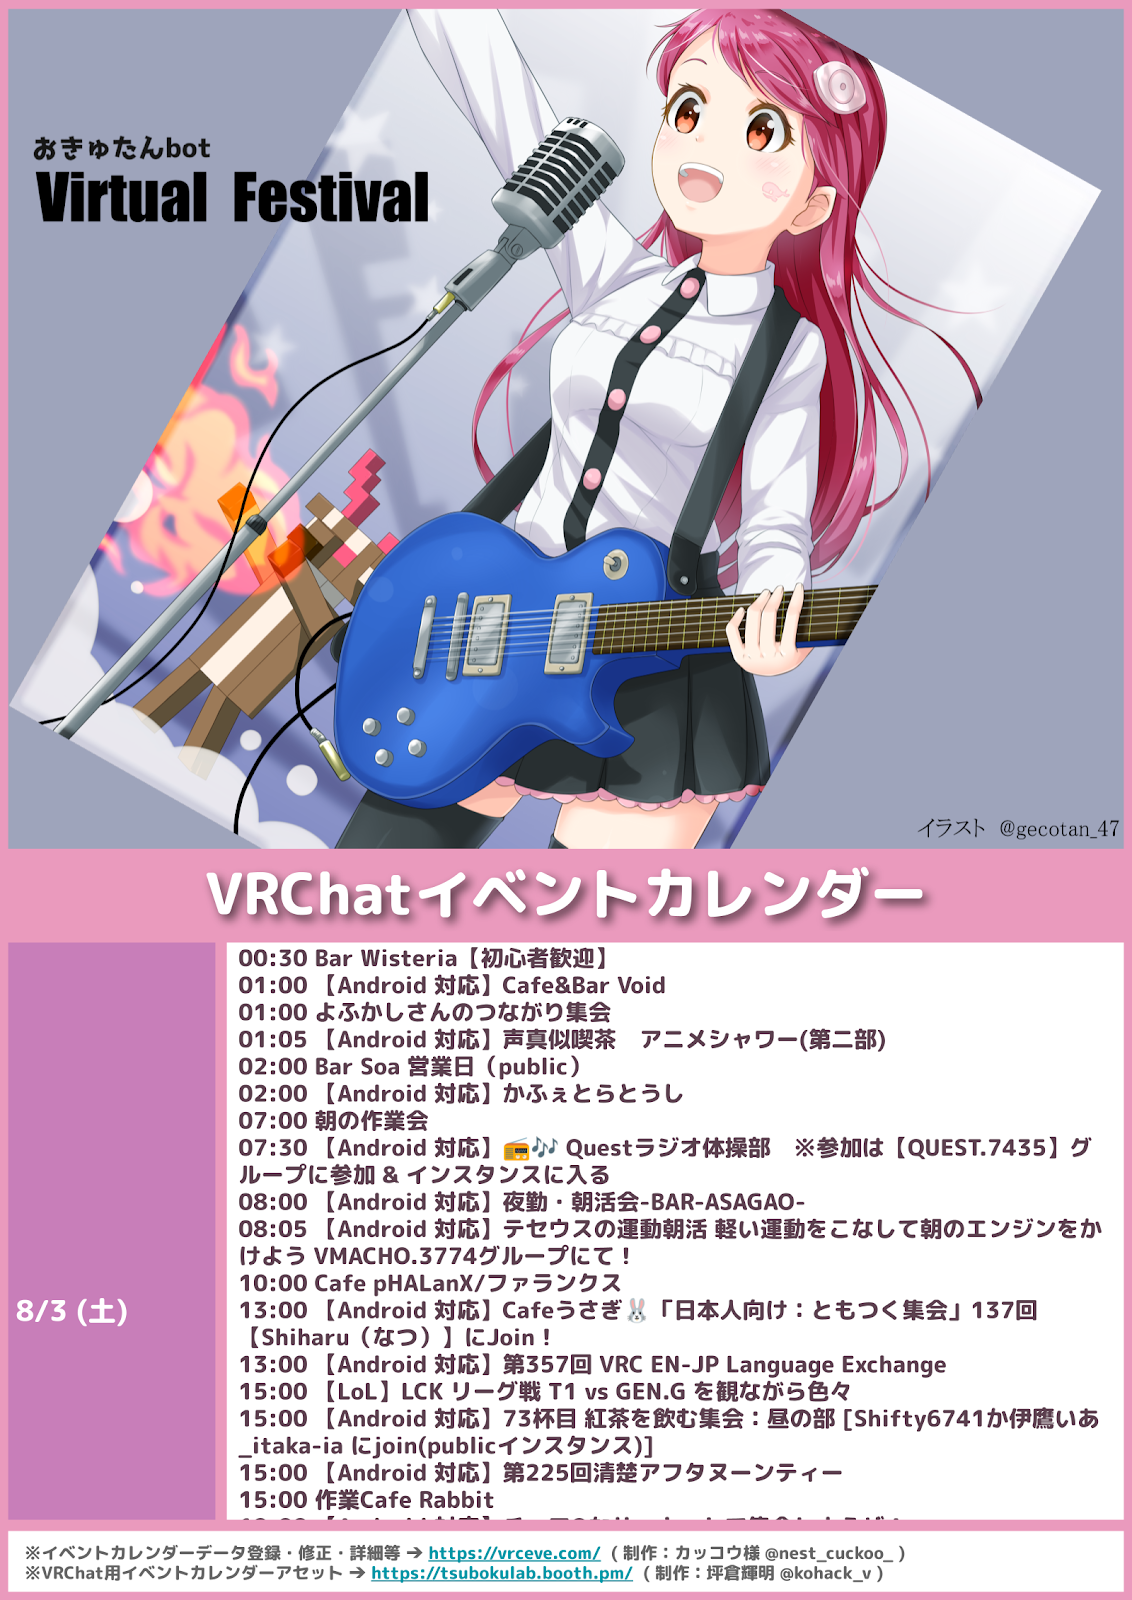 おきゅたんbot
Virtual Festival
イラスト @gecotan_47
VRChatイベントカレンダー
8/3 (土)
00:30 Bar Wisteria【初心者歓迎】
01:00 【Android 対応】Cafe&Bar Void
01:00 よふかしさんのつながり集会
01:05 【Android 対応】声真似喫茶　アニメシャワー(第二部)
02:00 Bar Soa 営業日（public）
02:00 【Android 対応】かふぇとらとうし
07:00 朝の作業会
07:30 【Android 対応】📻🎶 Questラジオ体操部　※参加は【QUEST.7435】グ
ループに参加 & インスタンスに入る
08:00 【Android 対応】夜勤・朝活会-BAR-ASAGAO-
08:05 【Android 対応】テセウスの運動朝活 軽い運動をこなして朝のエンジンをか
けよう VMACHO.3774グループにて！
10:00 Cafe pHALanX/ファランクス
13:00 【Android 対応】Cafeうさぎ🐰「日本人向け：ともつく集会」137回
【Shiharu（なつ）】にJoin！
13:00 【Android 対応】第357回 VRC EN-JP Language Exchange
15:00 【LoL】LCK リーグ戦 T1 vs GEN.G を観ながら色々
15:00 【Android 対応】73杯目 紅茶を飲む集会：昼の部 [Shifty6741か伊鷹いあ
_itaka-ia にjoin(publicインスタンス)]
15:00 【Android 対応】第225回清楚アフタヌーンティー
15:00 作業Cafe Rabbit
※イベントカレンダーデータ登録・修正・詳細等 → https://vrceve.com/ ( 制作：カッコウ様 @nest_cuckoo_ )
※VRChat用イベントカレンダーアセット → https://tsubokulab.booth.pm/ ( 制作：坪倉輝明 @kohack_v )